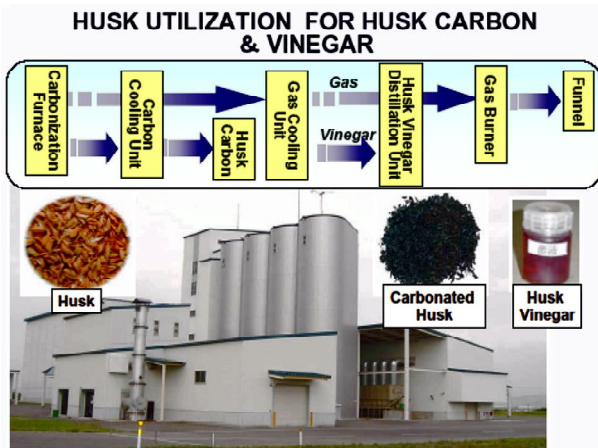 HUSK UTILIZATION FOR HUSK CARBON
& VINEGAR
Carbonization
Furnace
Carbon
Cooling Unit
Husk
Carbon
Gas Cooling
Unit
Gas
Vinegar
Husk Vinegar
Distillation Unit
Gas Burner
Funnel
Husk
Carbonated
Husk
Husk
Vinegar